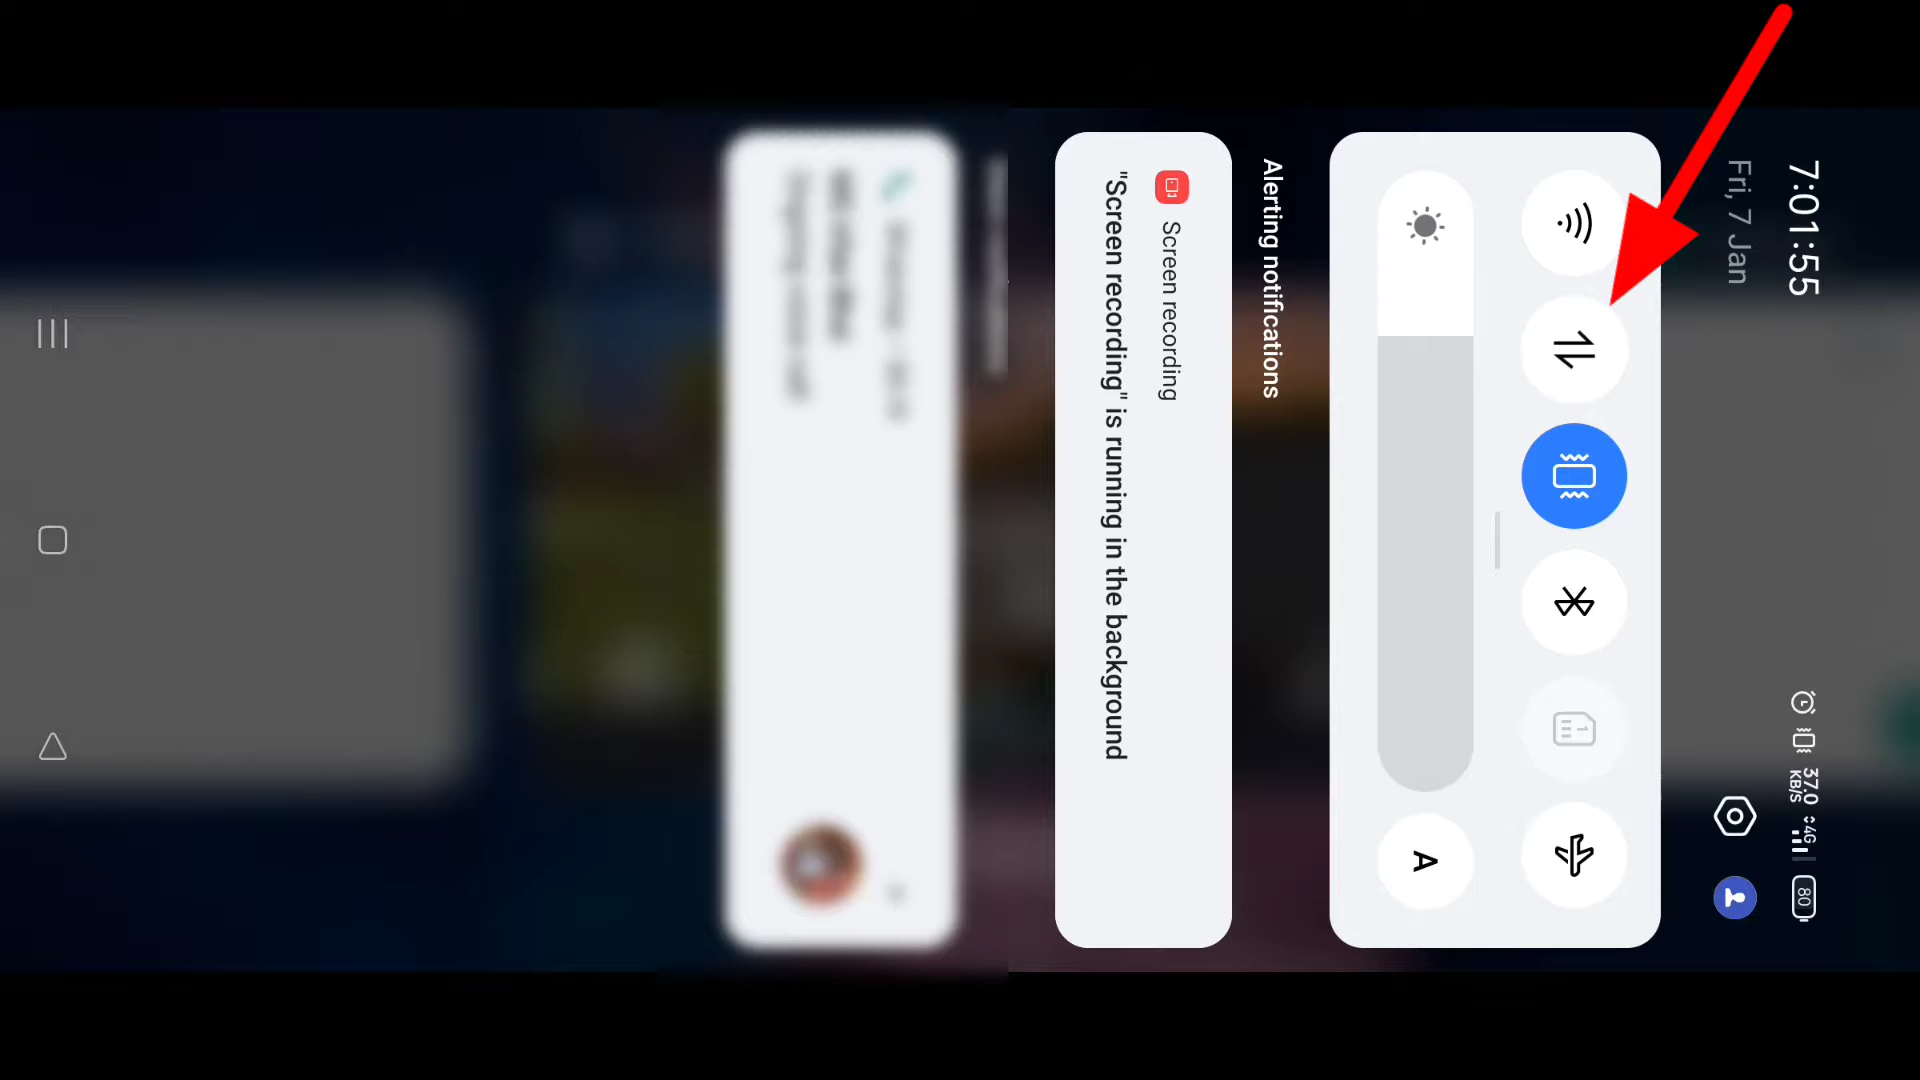 7:01:55
37.0
KB/S
4G
80
Fri, 7 Jan
1
A
Alerting notifications
Screen recording
"Screen recording" is running in the background